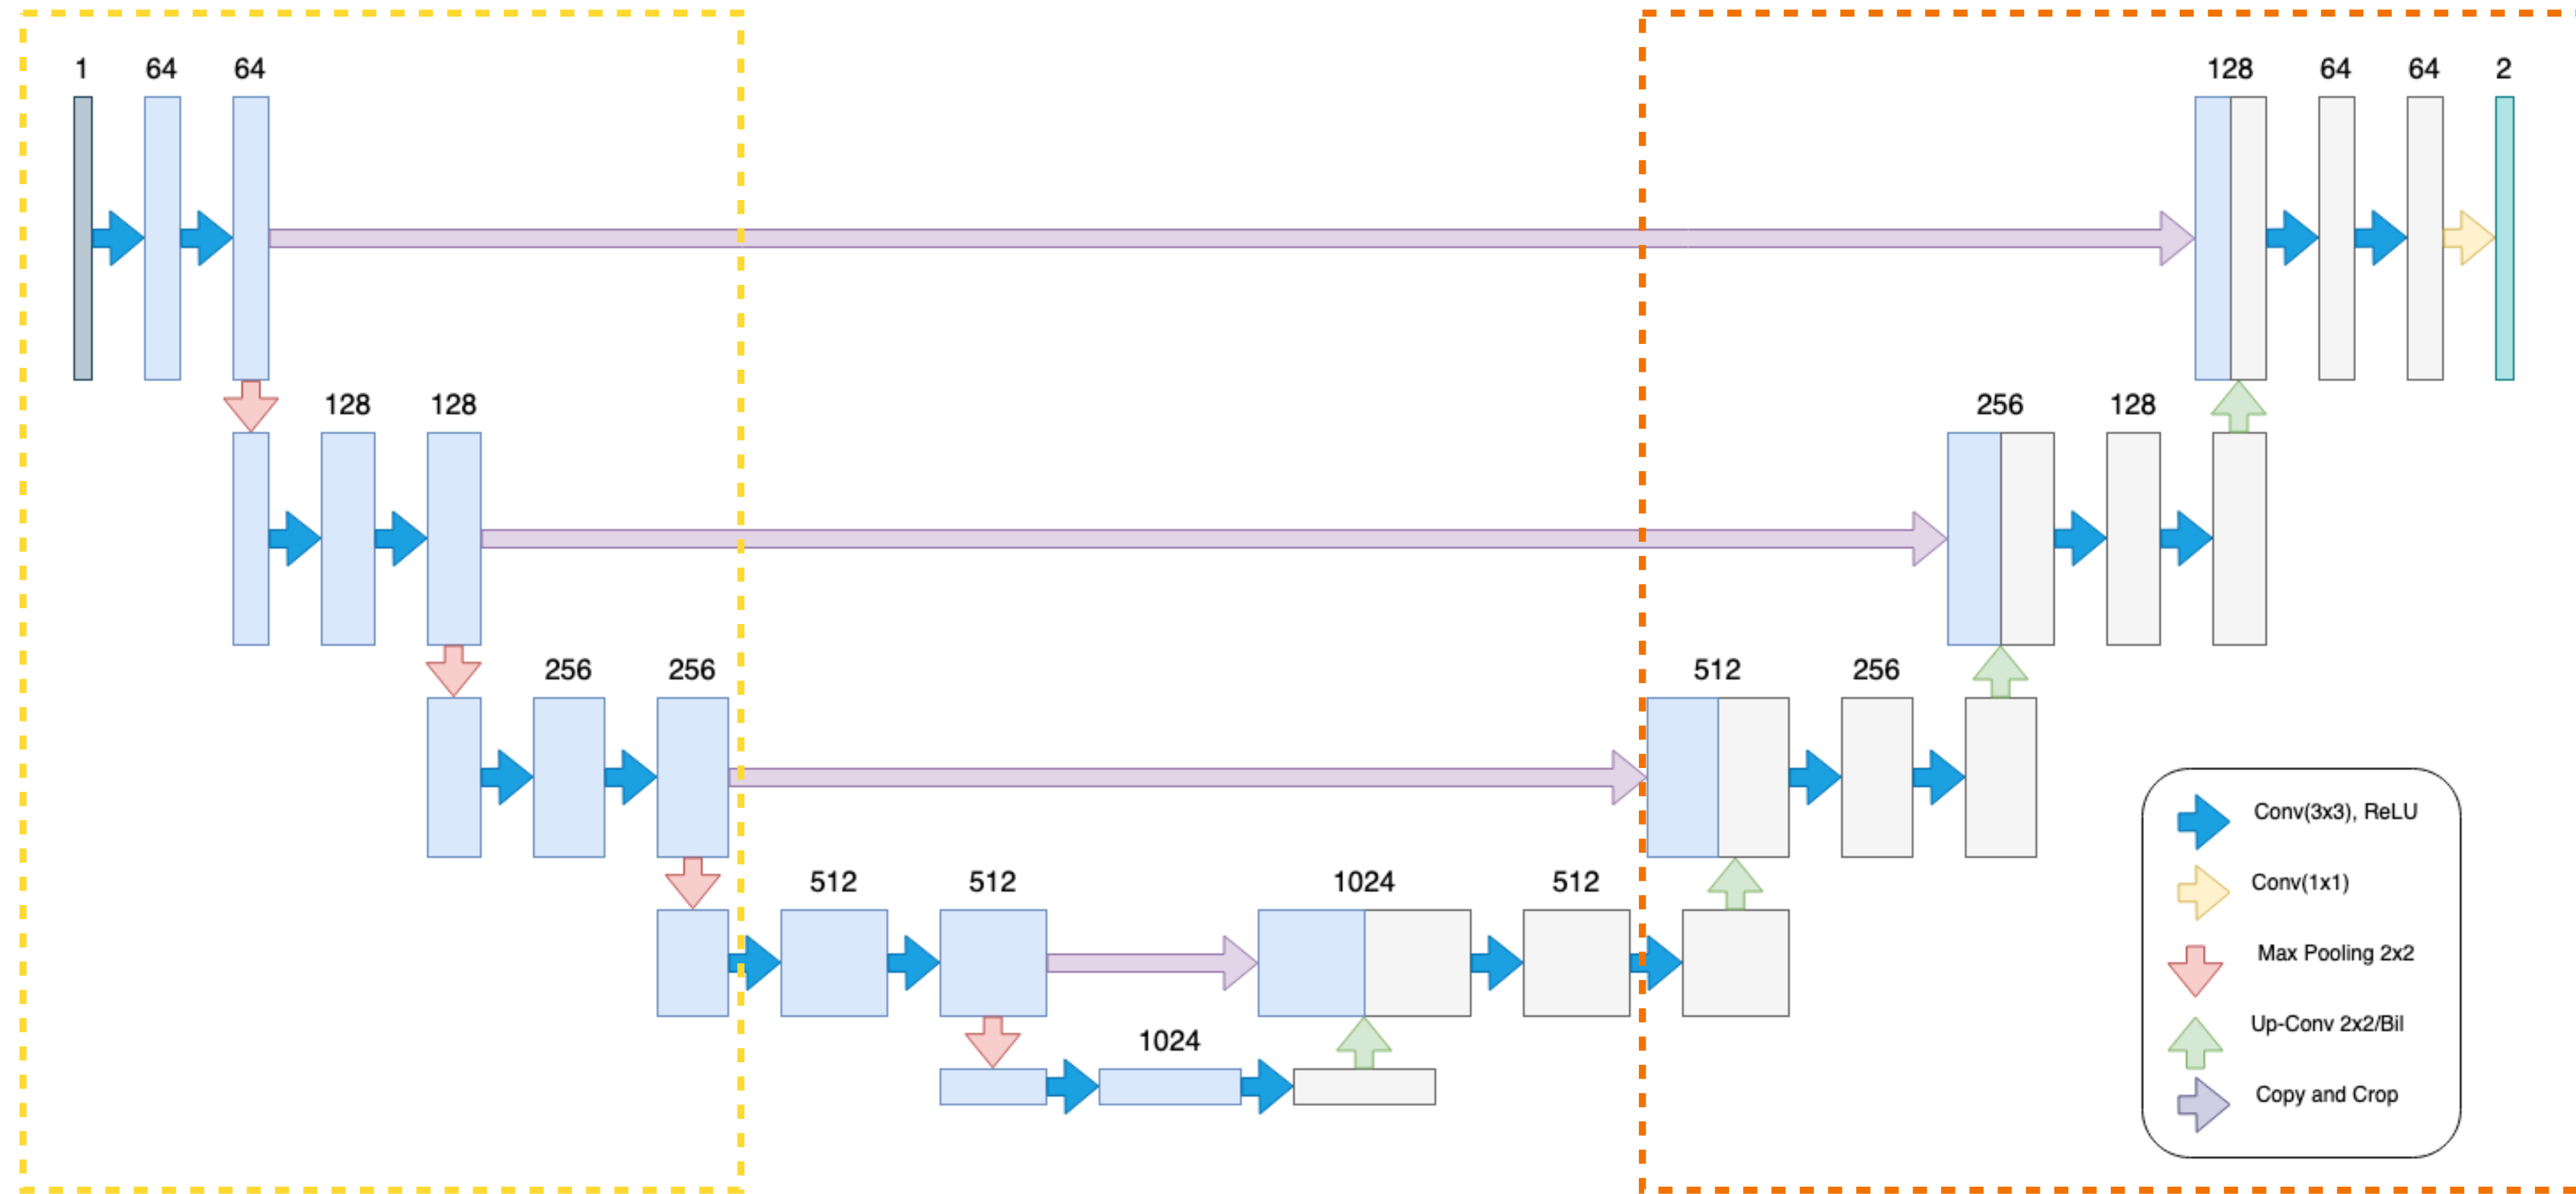 1 64 64 128 64 64 2
128 128 256 128
256 256 512 256
512 512 1024 512
1024
Conv(3x3), ReLU
Conv(1x1)
Max Pooling 2x2
Up-Conv 2x2/Bil
Copy and Crop